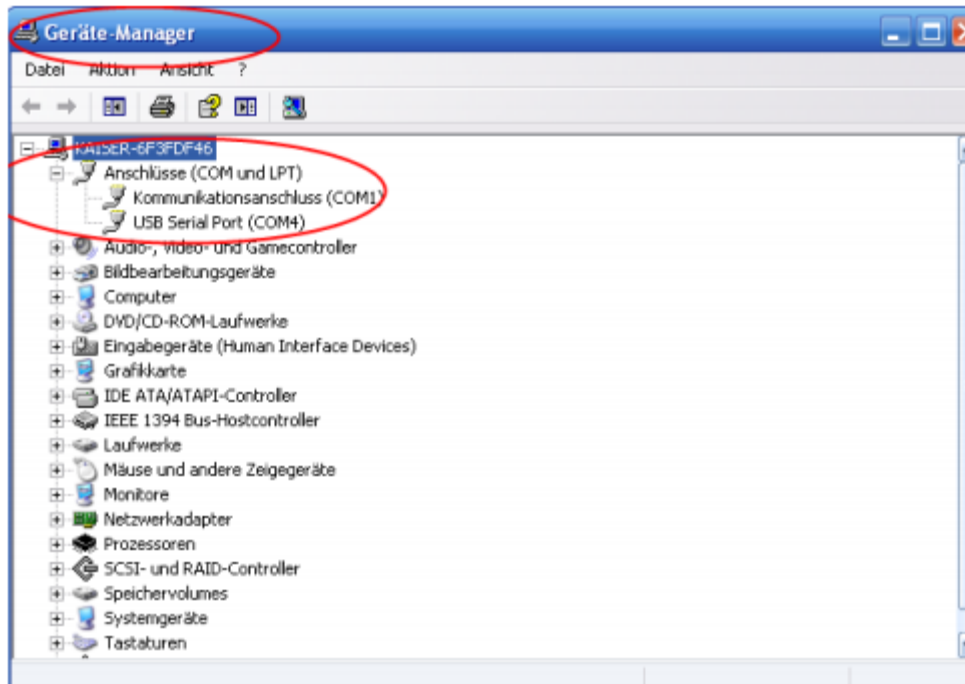 Geräte-Manager
Datei Aktion Ansicht ?
KAISER-6F3FDF46
Anschlüsse (COM und LPT)
Kommunikationsanschluss (COM1)
USB Serial Port (COM4)
Audio-, Video- und Gamecontroller
Bildbearbeitungsgeräte
Computer
DVD/CD-ROM-Laufwerke
Eingabegeräte (Human Interface Devices)
Grafikkarte
IDE ATA/ATAPI-Controller
IEEE 1394 Bus-Hostcontroller
Laufwerke
Mäuse und andere Zeigegeräte
Monitore
Netzwerkadapter
Prozessoren
SCSI- und RAID-Controller
Speichervolumes
Systemgeräte
Tastaturen